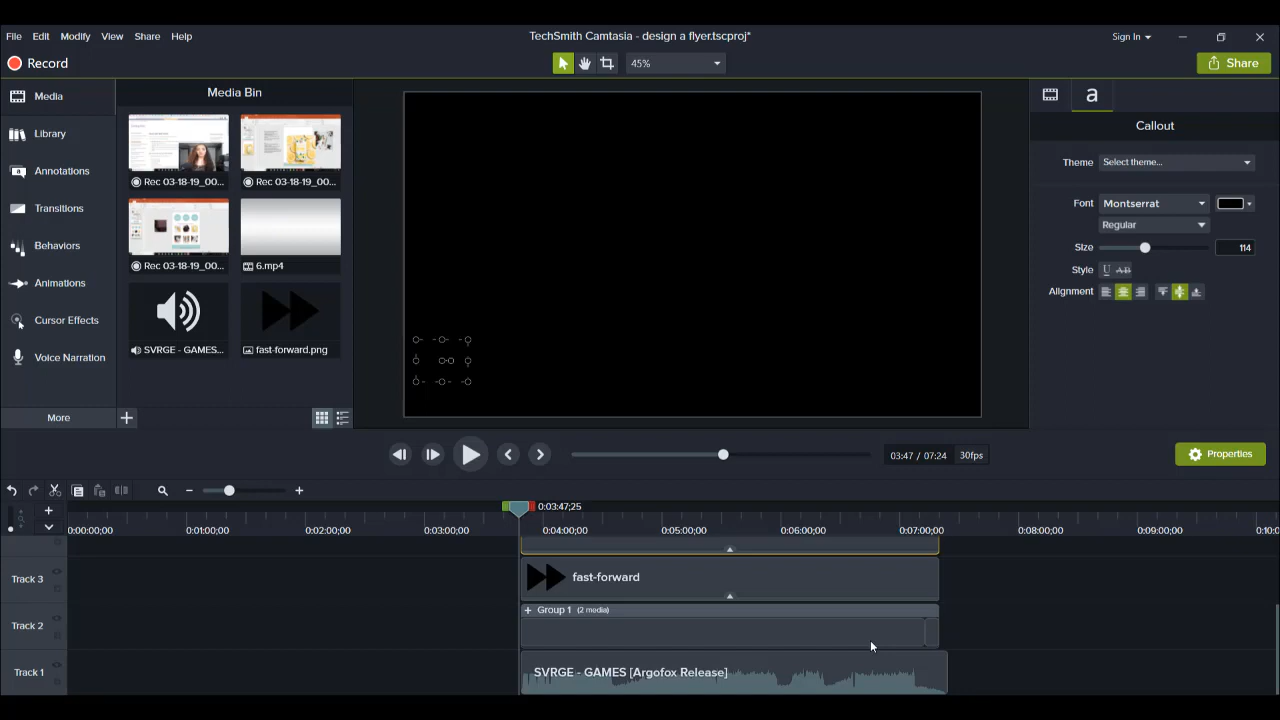 File Edit Modify View Share Help
TechSmith Camtasia - design a flyer.tscproj*
Sign In
Record
45%
Share
Media
Library
Annotations
Transitions
Behaviors
Animations
Cursor Effects
Voice Narration
More
Media Bin
Rec 03-18-19_00...
Rec 03-18-19_00...
Rec 03-18-19_00...
6.mp4
SVRGE - GAMES...
fast-forward.png
a
Callout
Theme Select theme...
Font Montserrat
Regular
Size 114
Style U AB
Alignment
03:47 / 07:24 30fps
Properties
0:03:47;25
0:00:00;00 0:01:00;00 0:02:00;00 0:03:00;00 0:04:00;00 0:05:00;00 0:06:00;00 0:07:00;00 0:08:00;00 0:09:00;00 0:10:0
Track 3 fast-forward
Group 1 (2 media)
Track 2
Track 1 SVRGE - GAMES [Argofox Release]